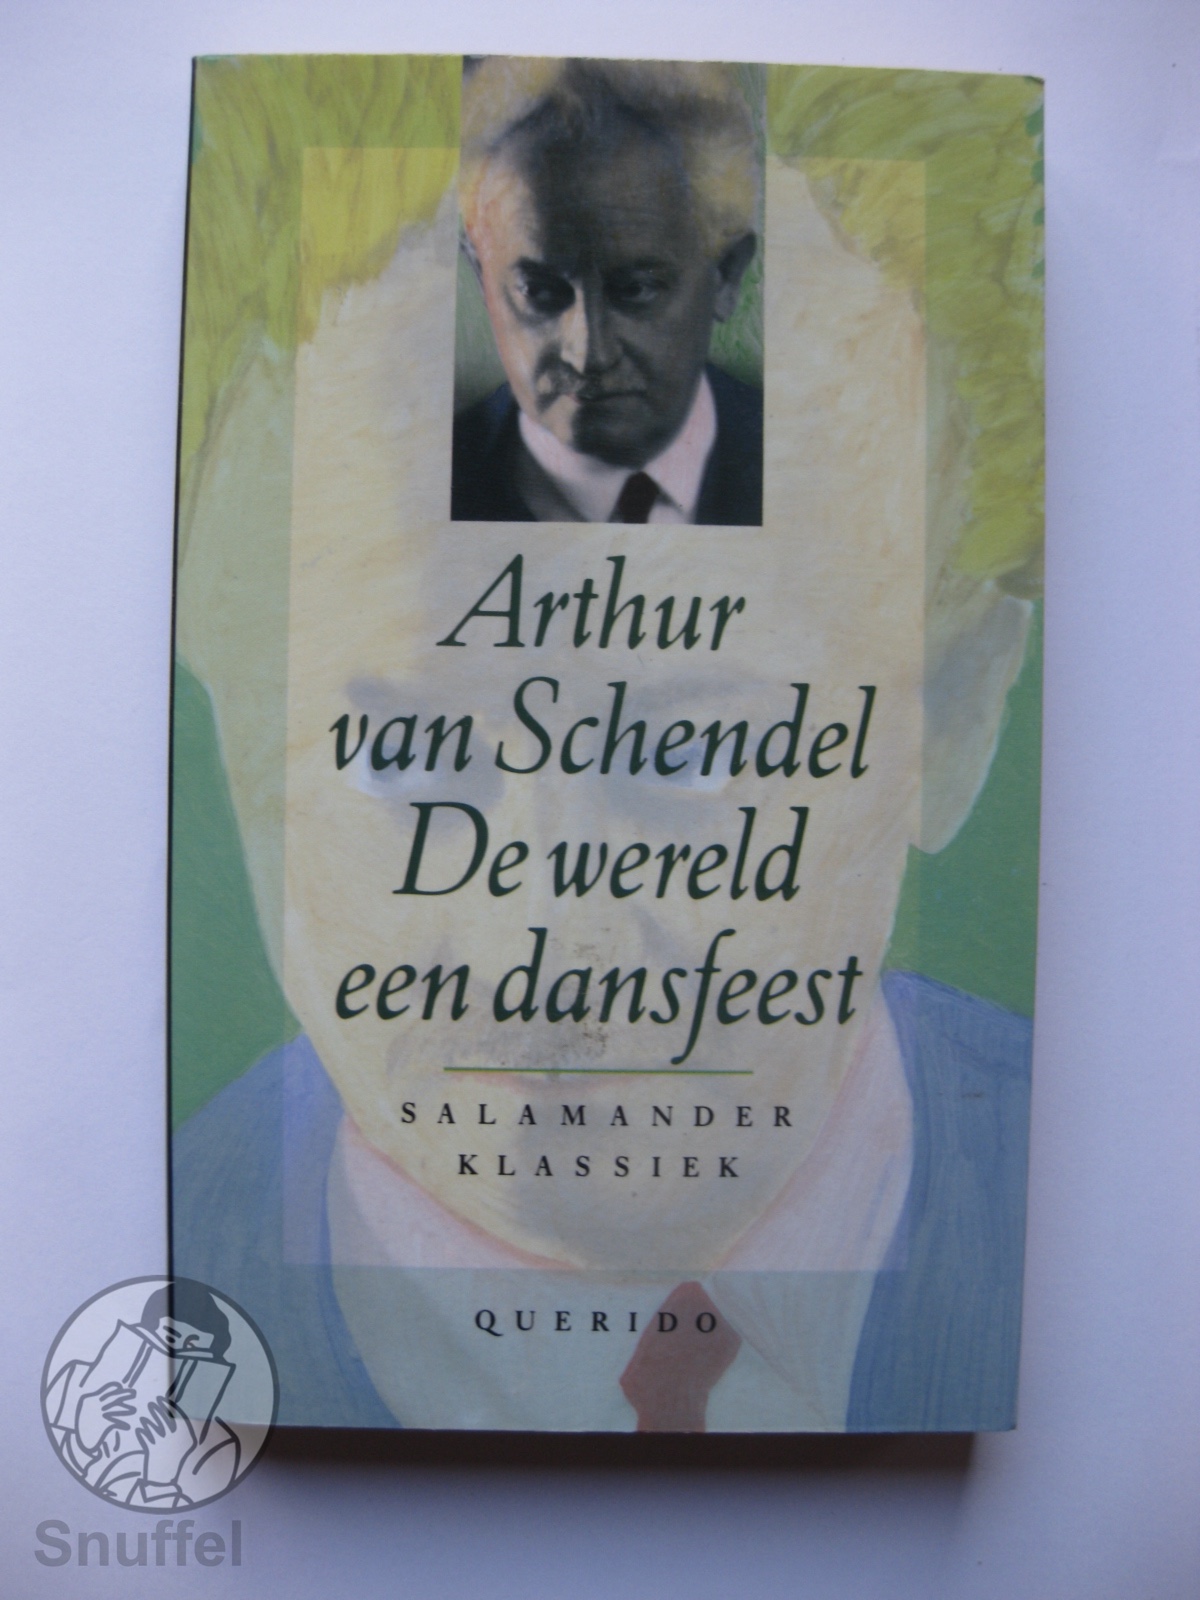 Arthur
van Schendel
De wereld
een dansfeest
SALAMANDER
KLASSIEK
QUERIDO
Snuffel